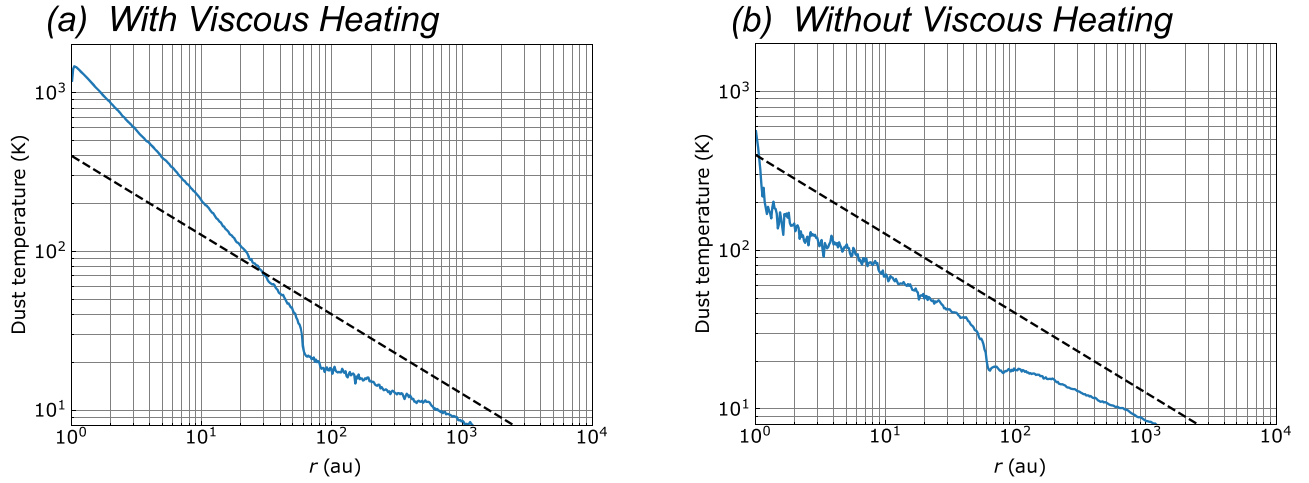 (a) With Viscous Heating
Dust temperature (K)
10³
10²
10¹
10⁰ 10¹ 10² 10³ 10⁴
r (au)
(b) Without Viscous Heating
Dust temperature (K)
10³
10²
10¹
10⁰ 10¹ 10² 10³ 10⁴
r (au)